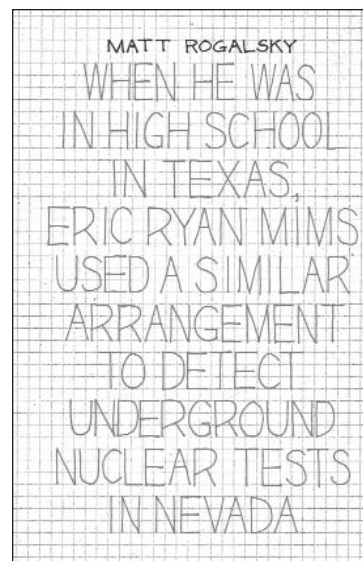 MATT ROGALSKY
WHEN HE WAS
IN HIGH SCHOOL
IN TEXAS,
ERIC RYAN MIMS
USED A SIMILAR
ARRANGEMENT
TO DETECT
UNDERGROUND
NUCLEAR TESTS
IN NEVADA